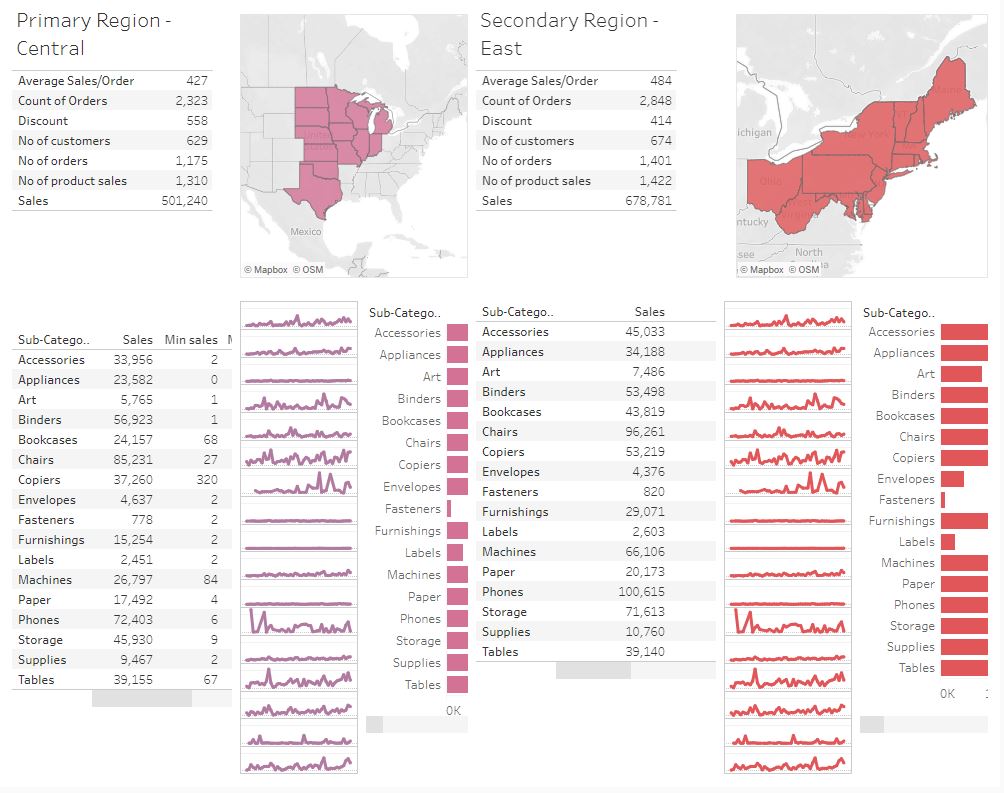 Primary Region -
Central
Average Sales/Order 427
Count of Orders 2,323
Discount 558
No of customers 629
No of orders 1,175
No of product sales 1,310
Sales 501,240
United
Mexico
© Mapbox © OSM
Secondary Region -
East
Average Sales/Order 484
Count of Orders 2,848
Discount 414
No of customers 674
No of orders 1,401
No of product sales 1,422
Sales 678,781
Maine
VT
ichigan
New York
MA
Ohio
West
Virginia
ntucky
see
North
© Mapbox © OSM
Sub-Catego.. Sales Min sales
Accessories 33,956 2
Appliances 23,582 0
Art 5,765 1
Binders 56,923 1
Bookcases 24,157 68
Chairs 85,231 27
Copiers 37,260 320
Envelopes 4,637 2
Fasteners 778 2
Furnishings 15,254 2
Labels 2,451 2
Machines 26,797 84
Paper 17,492 4
Phones 72,403 6
Storage 45,930 9
Supplies 9,467 2
Tables 39,155 67
Sub-Catego..
Accessories
Appliances
Art
Binders
Bookcases
Chairs
Copiers
Envelopes
Fasteners
Furnishings
Labels
Machines
Paper
Phones
Storage
Supplies
Tables
0K
Sub-Catego.. Sales
Accessories 45,033
Appliances 34,188
Art 7,486
Binders 53,498
Bookcases 43,819
Chairs 96,261
Copiers 53,219
Envelopes 4,376
Fasteners 820
Furnishings 29,071
Labels 2,603
Machines 66,106
Paper 20,173
Phones 100,615
Storage 71,613
Supplies 10,760
Tables 39,140
Sub-Catego..
Accessories
Appliances
Art
Binders
Bookcases
Chairs
Copiers
Envelopes
Fasteners
Furnishings
Labels
Machines
Paper
Phones
Storage
Supplies
Tables
0K